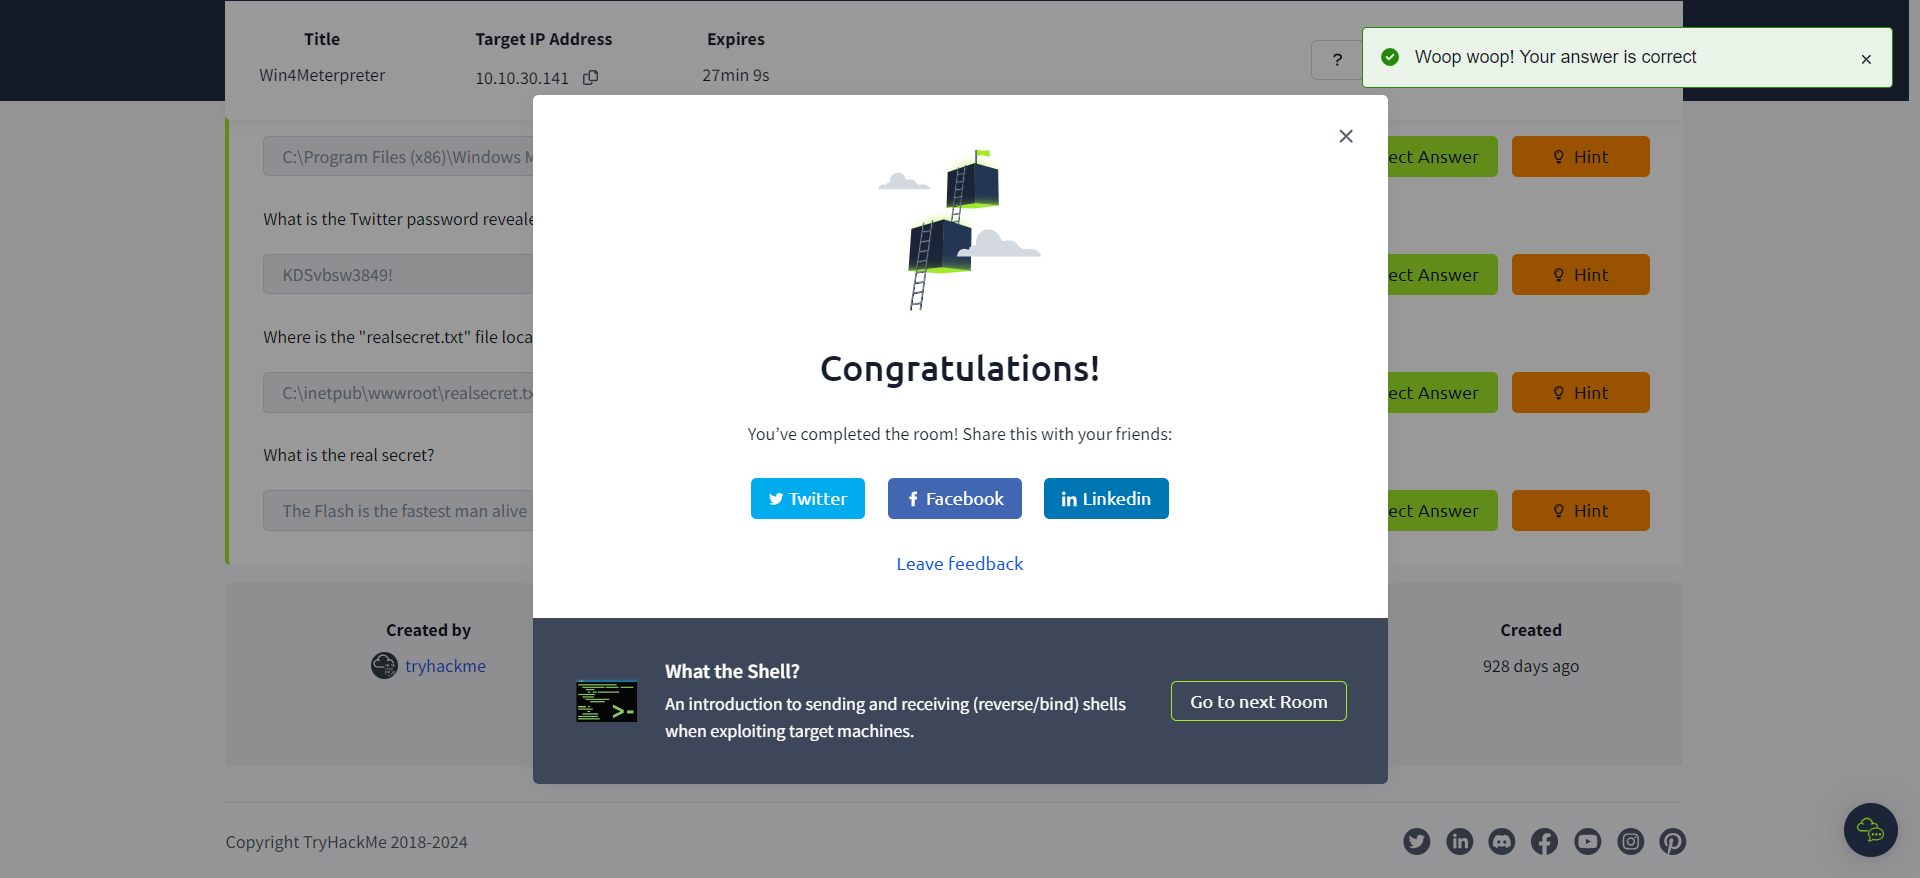 Title
Target IP Address
Expires
Win4Meterpreter
10.10.30.141
27min 9s
?
Woop woop! Your answer is correct
C:\Program Files (x86)\Windows
ect Answer
Hint
What is the Twitter password reveale
KDSvbsw3849!
ect Answer
Hint
Where is the "realsecret.txt" file loca
C:\inetpub\wwwroot\realsecret.tx
ect Answer
Hint
What is the real secret?
The Flash is the fastest man alive
ect Answer
Hint
Congratulations!
You’ve completed the room! Share this with your friends:
Twitter
Facebook
Linkedin
Leave feedback
What the Shell?
An introduction to sending and receiving (reverse/bind) shells
when exploiting target machines.
Go to next Room
Created by
tryhackme
Created
928 days ago
Copyright TryHackMe 2018-2024